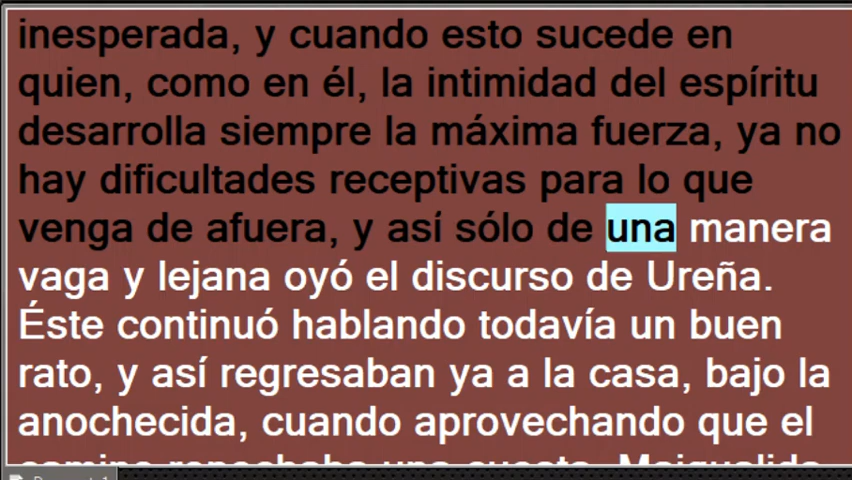 inesperada, y cuando esto sucede en
quien, como en él, la intimidad del espíritu
desarrolla siempre la máxima fuerza, ya no
hay dificultades receptivas para lo que
venga de afuera, y así sólo de una manera
vaga y lejana oyó el discurso de Ureña.
Éste continuó hablando todavía un buen
rato, y así regresaban ya a la casa, bajo la
anochecida, cuando aprovechando que el